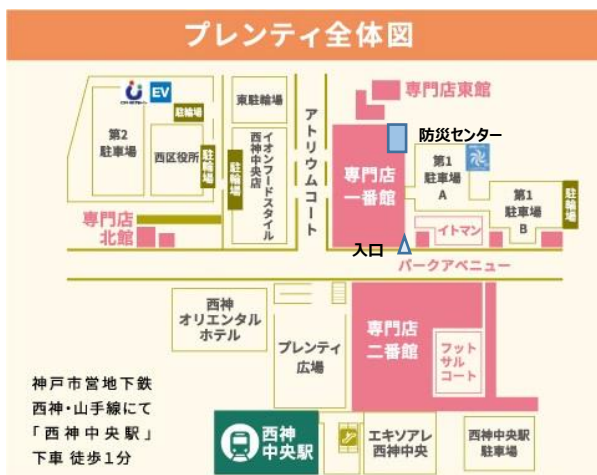 プレンティ全体図
EV
駐輪場
第2
駐車場
西区役所
駐輪場
東駐輪場
イオンフードスタイル
西神中央店
駐輪場
アトリウムコート
専門店東館
防災センター
専門店
一番館
第1
駐車場
A
第1
駐車場
B
駐輪場
イトマン
専門店
北館
入口
パークアベニュー
西神
オリエンタル
ホテル
プレンティ
広場
専門店
二番館
フット
サル
コート
神戸市営地下鉄
西神・山手線にて
「西神中央駅」
下車 徒歩1分
西神
中央駅
エキソアレ
西神中央
西神中央駅
駐車場